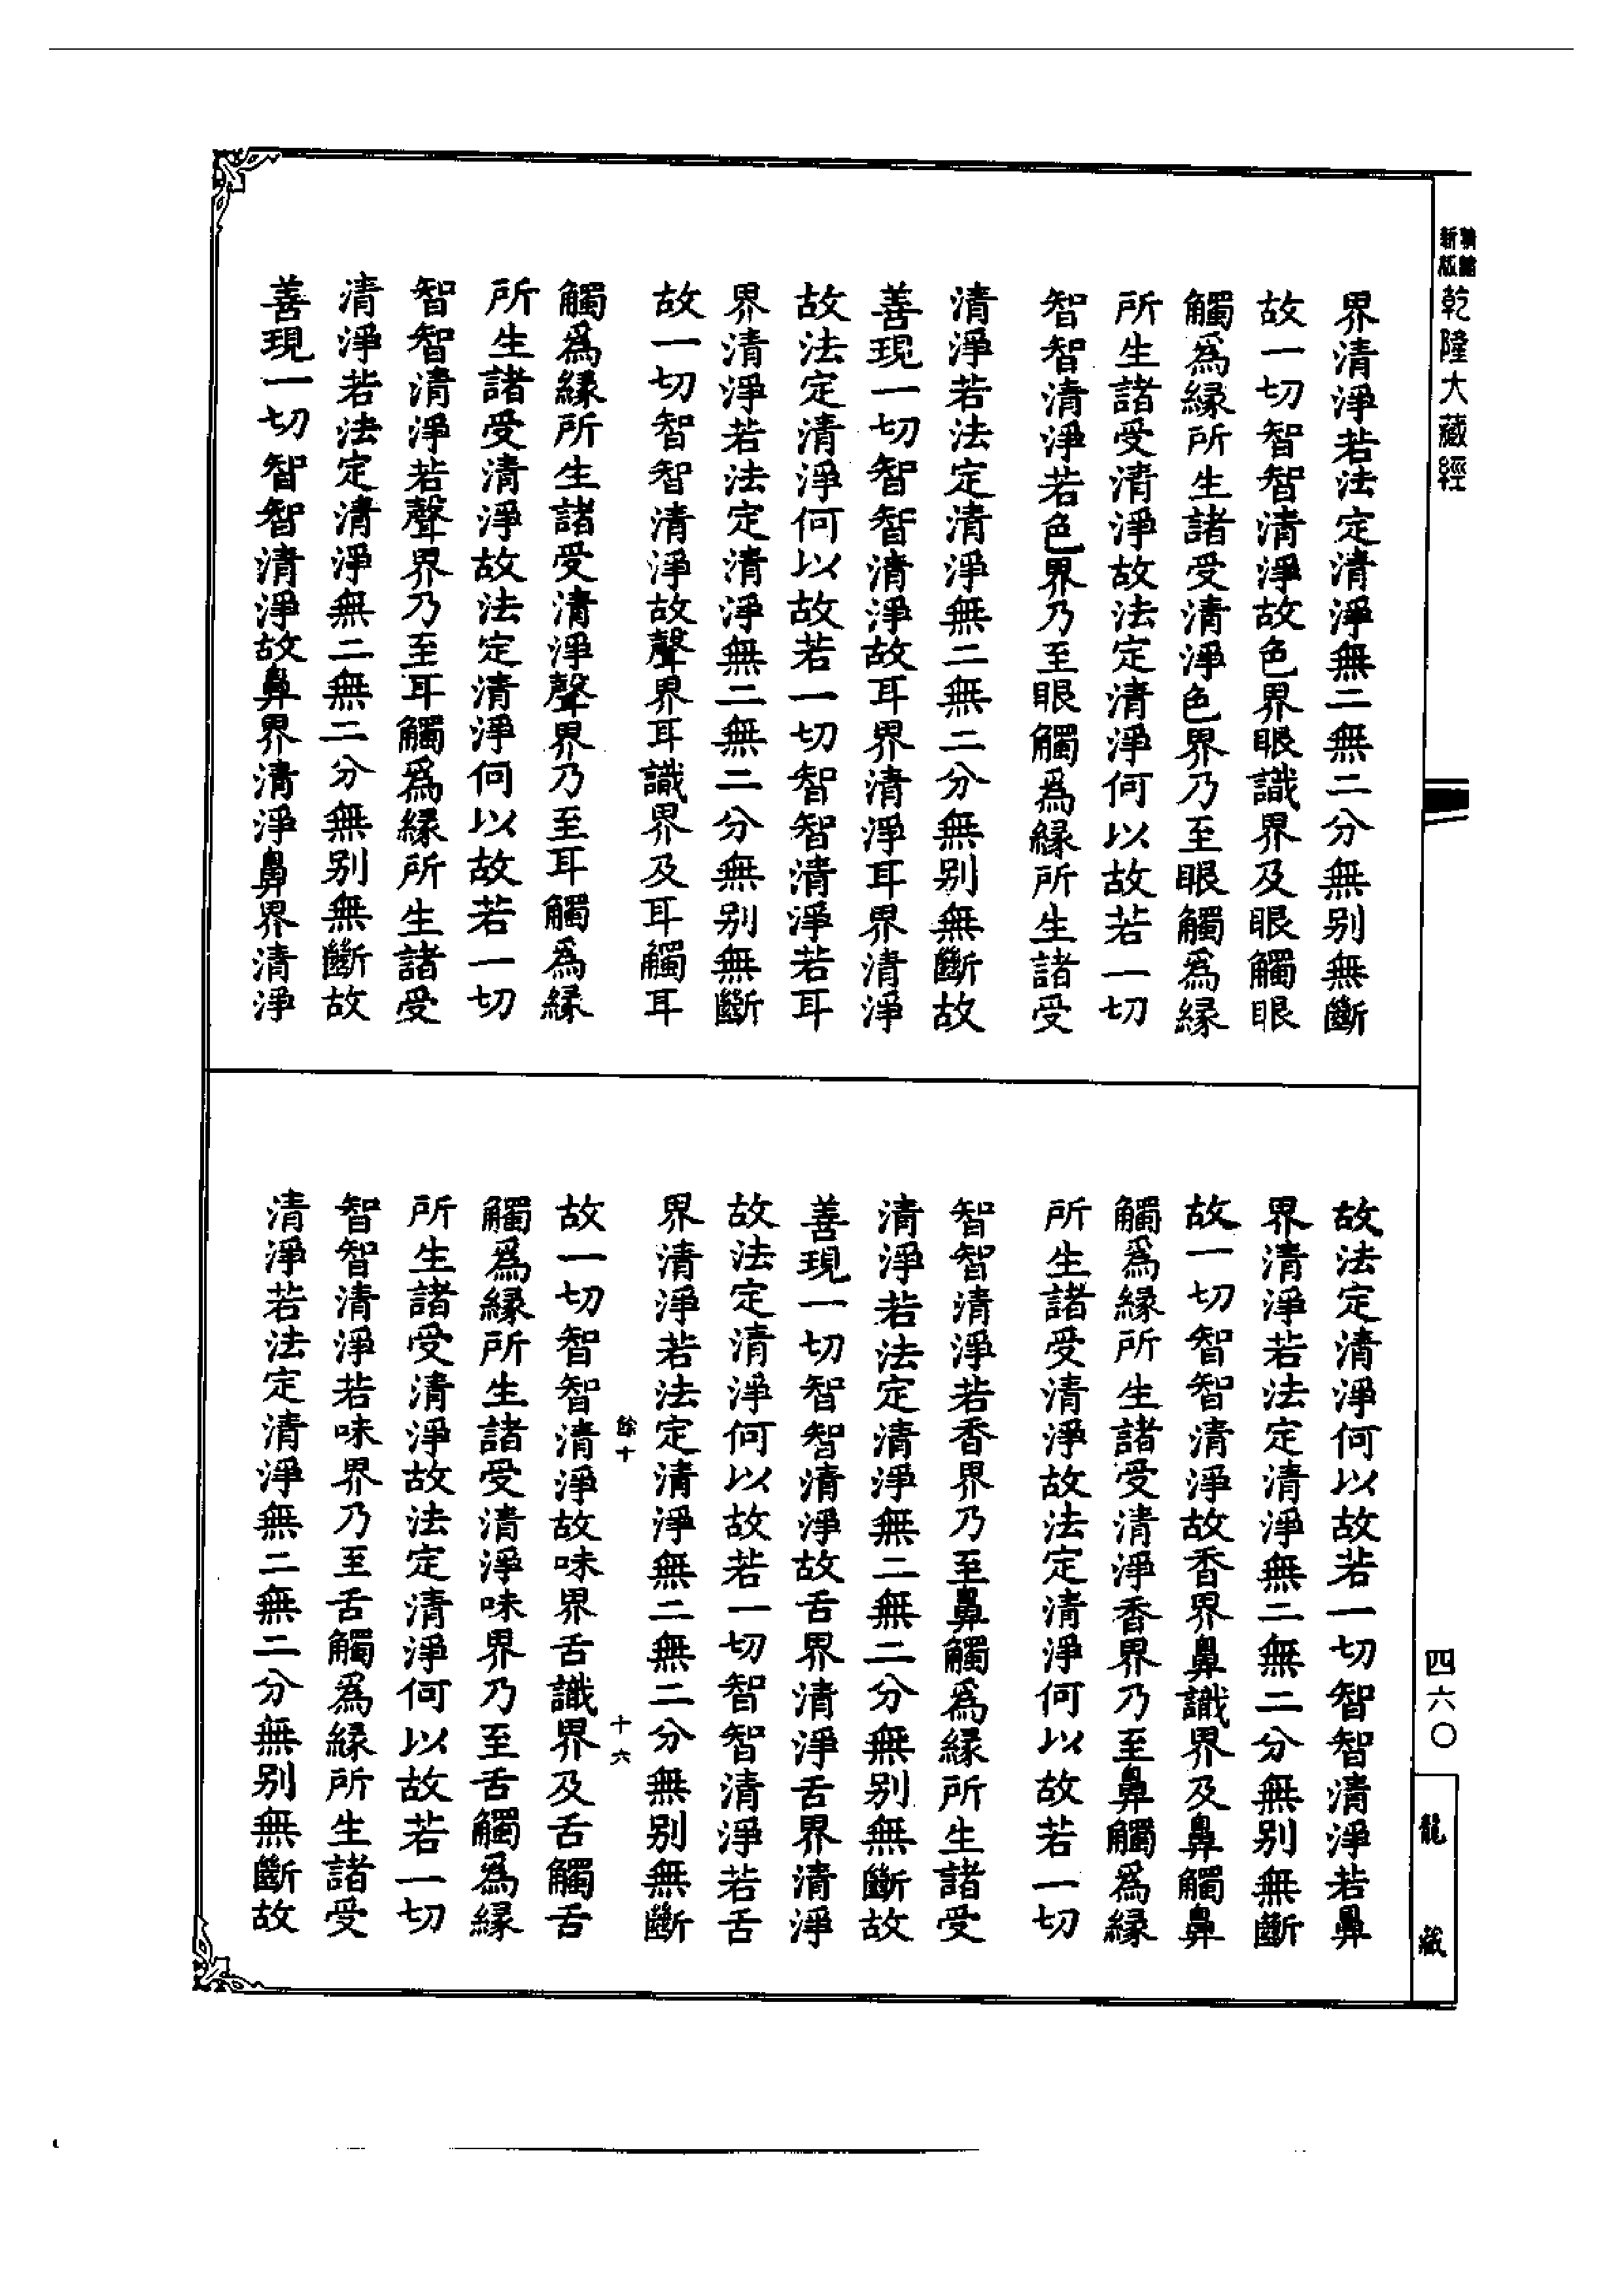 新版
乾隆大藏經
界清淨若法定清淨無二無二分無别無斷
故一切智智清淨故色界眼識界及眼觸眼
觸爲緣所生諸受清淨色界乃至眼觸爲緣
所生諸受清淨故法定清淨何以故若一切
智智清淨若色界乃至眼觸爲緣所生諸受
清淨若法定清淨無二無二分無别無斷故
善現一切智智清淨故耳界清淨耳界清淨
故法定清淨何以故若一切智智清淨若耳
界清淨若法定清淨無二無二分無别無斷
故一切智智清淨故聲界耳識界及耳觸耳
觸爲緣所生諸受清淨聲界乃至耳觸爲緣
所生諸受清淨故法定清淨何以故若一切
智智清淨若聲界乃至耳觸爲緣所生諸受
清淨若法定清淨無二無二分無别無斷故
善現一切智智清淨故鼻界清淨鼻界清淨
故法定清淨何以故若一切智智清淨若鼻
界清淨若法定清淨無二無二分無别無斷
故一切智智清淨故香界鼻識界及鼻觸鼻
觸爲緣所生諸受清淨香界乃至鼻觸爲緣
所生諸受清淨故法定清淨何以故若一切
智智清淨若香界乃至鼻觸爲緣所生諸受
清淨若法定清淨無二無二分無别無斷故
善現一切智智清淨故舌界清淨舌界清淨
故法定清淨何以故若一切智智清淨若舌
界清淨若法定清淨無二無二分無别無斷
餘十 十六
故一切智智清淨故味界舌識界及舌觸舌
觸爲緣所生諸受清淨味界乃至舌觸爲緣
所生諸受清淨故法定清淨何以故若一切
智智清淨若味界乃至舌觸爲緣所生諸受
清淨若法定清淨無二無二分無别無斷故
四六〇
龍藏